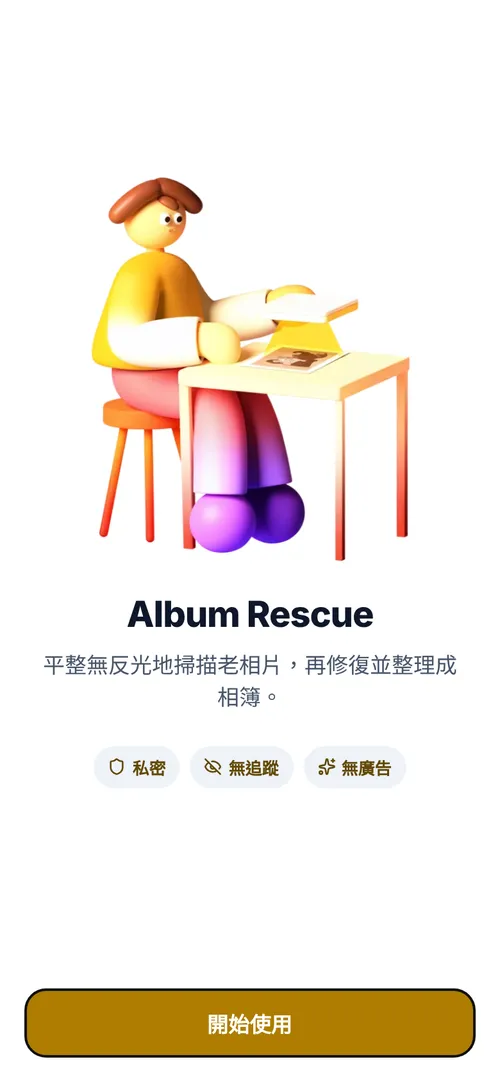 Album Rescue
平整無反光地掃描老相片，再修復並整理成
相簿。
私密
無追蹤
無廣告
開始使用